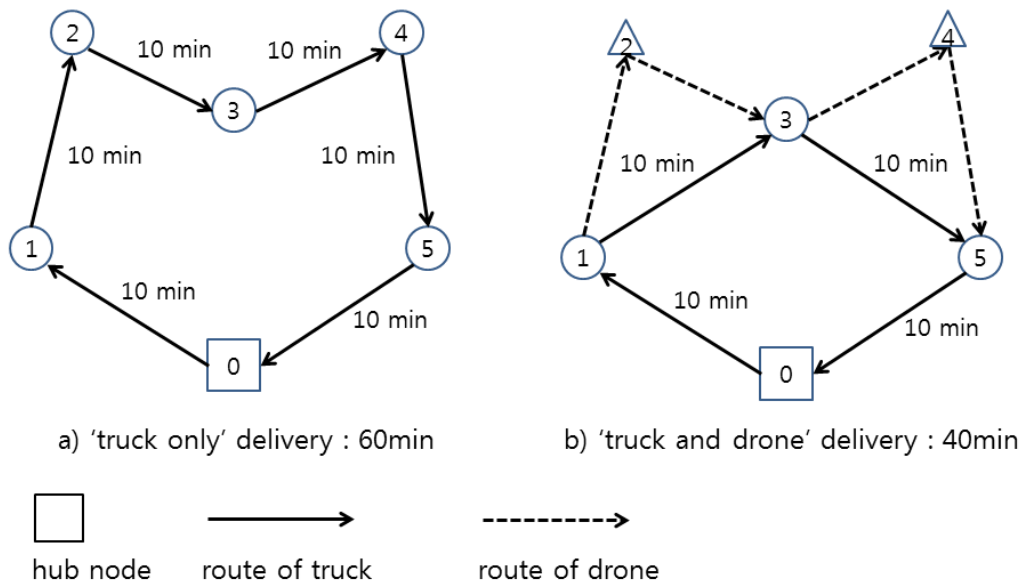 2
10 min
10 min
4
3
10 min
10 min
1
5
10 min
10 min
0
a) ‘truck only’ delivery : 60min
2
4
3
10 min
10 min
1
5
10 min
10 min
0
b) ‘truck and drone’ delivery : 40min
hub node
route of truck
route of drone